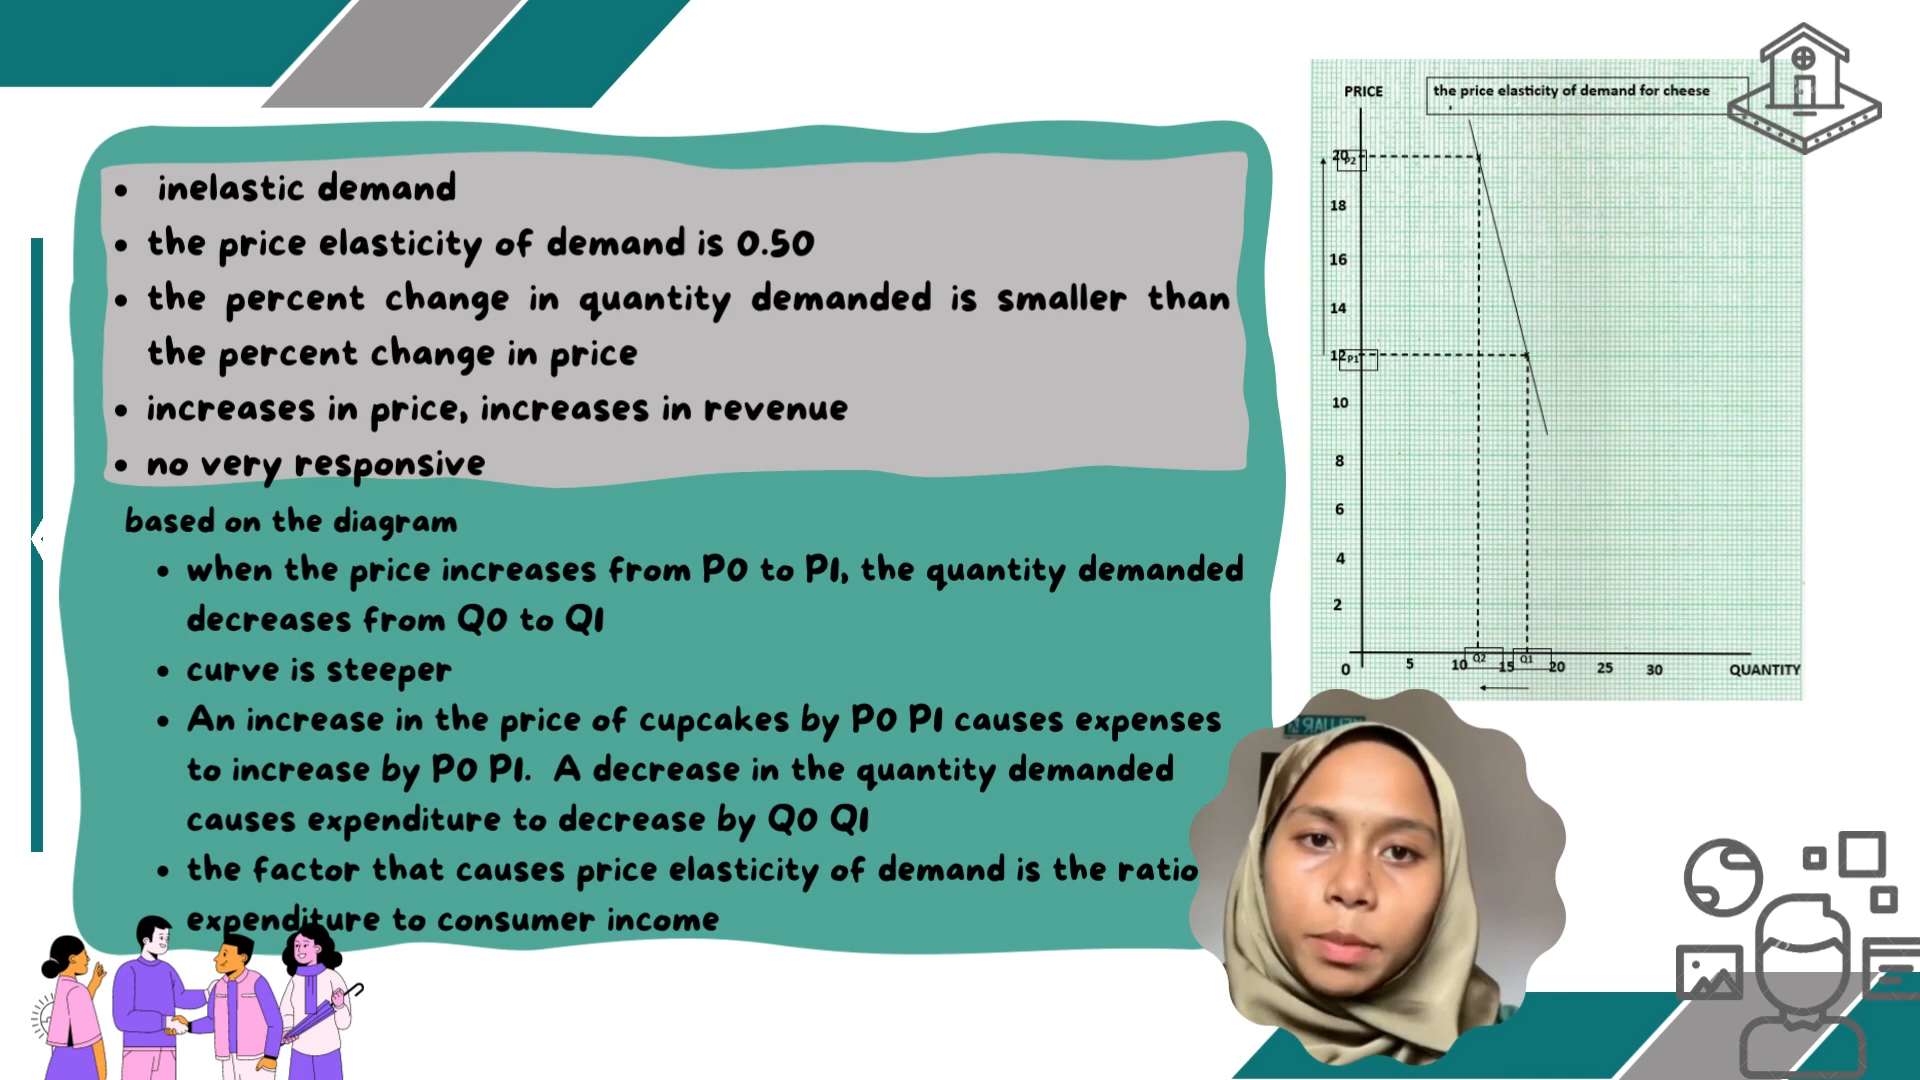 inelastic demand
the price elasticity of demand is 0.50
the percent change in quantity demanded is smaller than
the percent change in price
increases in price, increases in revenue
no very responsive
based on the diagram
when the price increases from P0 to P1, the quantity demanded
decreases from Q0 to Q1
curve is steeper
An increase in the price of cupcakes by P0 P1 causes expenses
to increase by P0 P1. A decrease in the quantity demanded
causes expenditure to decrease by Q0 Q1
the factor that causes price elasticity of demand is the ratio
expenditure to consumer income
PRICE
the price elasticity of demand for cheese
20 P2
18
16
14
12 P1
10
8
6
4
2
0 5 10 Q2 15 Q1 20 25 30 QUANTITY